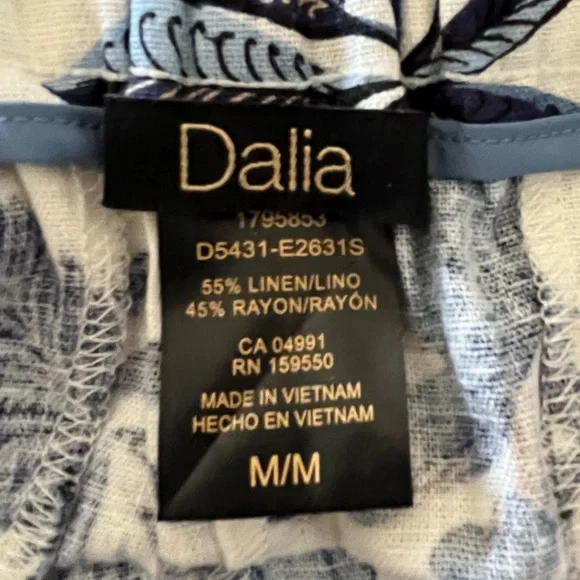 Dalia
1795853
D5431-E2631S
55% LINEN/LINO
45% RAYON/RAYÓN
CA 04991
RN 159550
MADE IN VIETNAM
HECHO EN VIETNAM
M/M